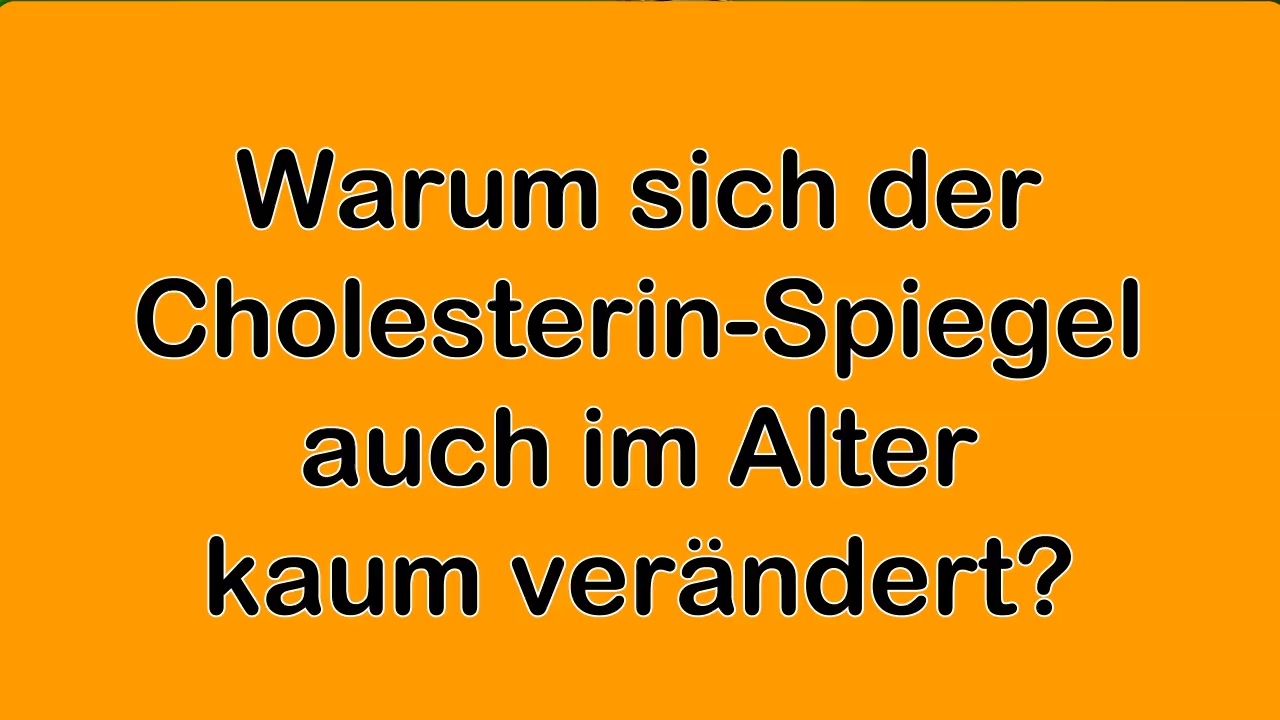 Warum sich der
Cholesterin-Spiegel
auch im Alter
kaum verändert?